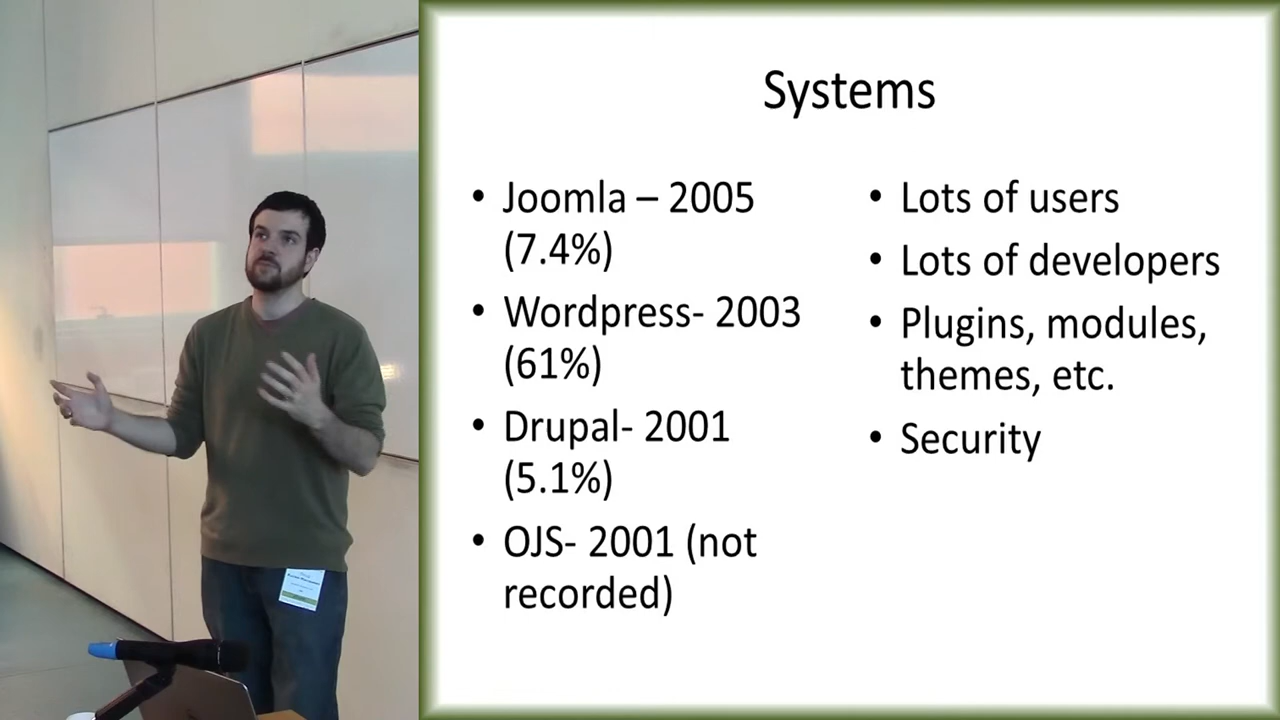 Systems
• Joomla – 2005
(7.4%)
• Wordpress- 2003
(61%)
• Drupal- 2001
(5.1%)
• OJS- 2001 (not
recorded)
• Lots of users
• Lots of developers
• Plugins, modules,
themes, etc.
• Security